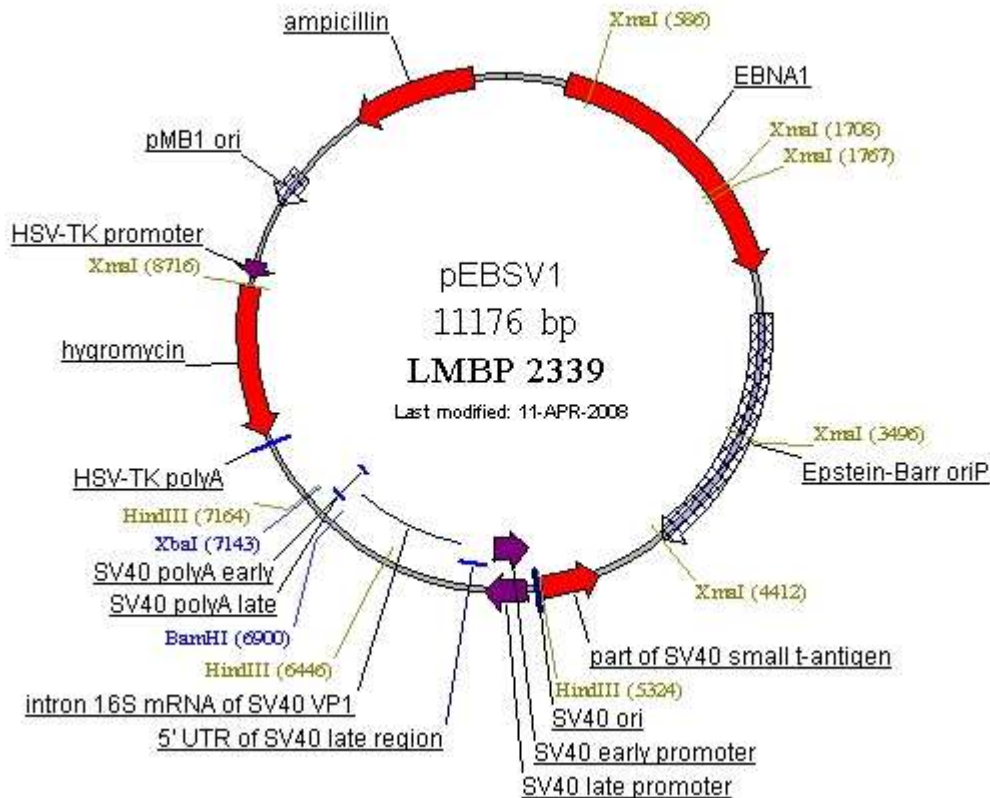 ampicillin
XmaI (586)
EBNA1
XmaI (1708)
XmaI (1767)
pMB1 ori
HSV-TK promoter
XmaI (8716)
pEBSV1
11176 bp
LMBP 2339
Last modified: 11-APR-2008
hygromycin
XmaI (3496)
Epstein-Barr oriP
HSV-TK polyA
HindIII (7164)
XbaI (7143)
SV40 polyA early
SV40 polyA late
BamHI (6900)
HindIII (6446)
XmaI (4412)
part of SV40 small t-antigen
HindIII (5324)
intron 16S mRNA of SV40 VP1
SV40 ori
5' UTR of SV40 late region
SV40 early promoter
SV40 late promoter